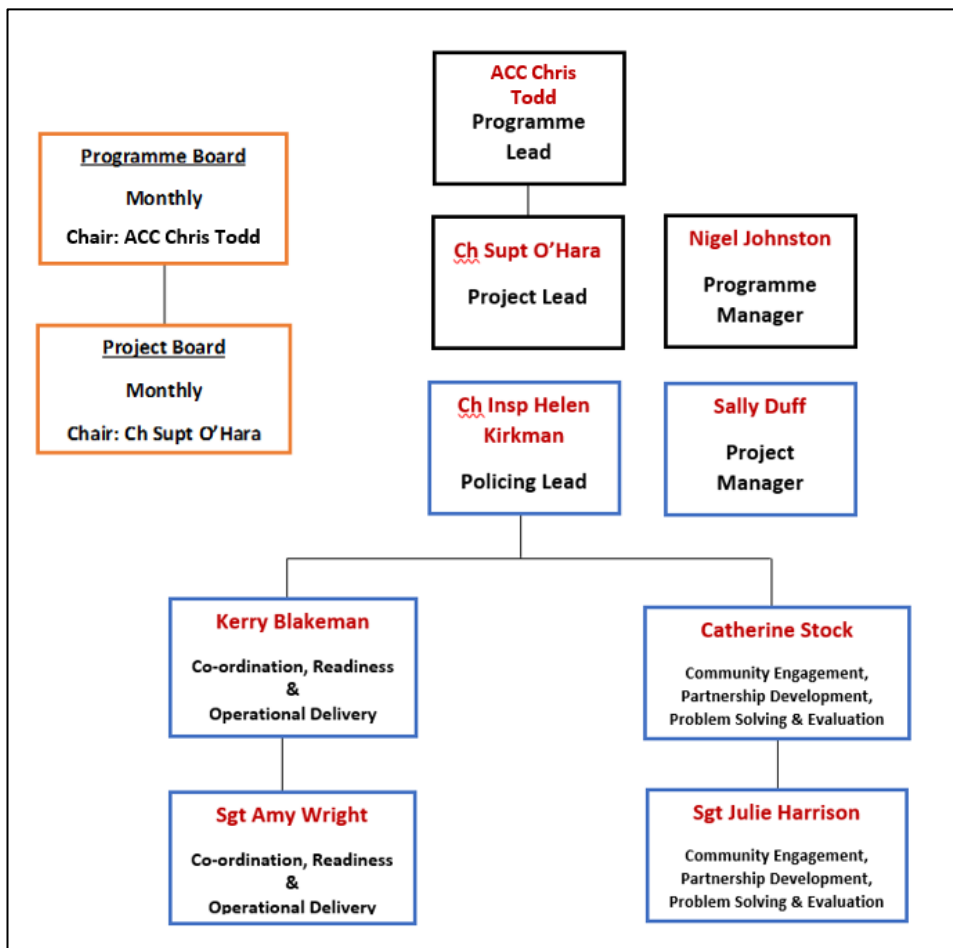 ACC Chris
Todd
Programme
Lead
Programme Board
Monthly
Chair: ACC Chris Todd
Ch Supt O’Hara
Project Lead
Nigel Johnston
Programme
Manager
Project Board
Monthly
Chair: Ch Supt O’Hara
Ch Insp Helen
Kirkman
Policing Lead
Sally Duff
Project
Manager
Kerry Blakeman
Co-ordination, Readiness
&
Operational Delivery
Catherine Stock
Community Engagement,
Partnership Development,
Problem Solving & Evaluation
Sgt Amy Wright
Co-ordination, Readiness
&
Operational Delivery
Sgt Julie Harrison
Community Engagement,
Partnership Development,
Problem Solving & Evaluation